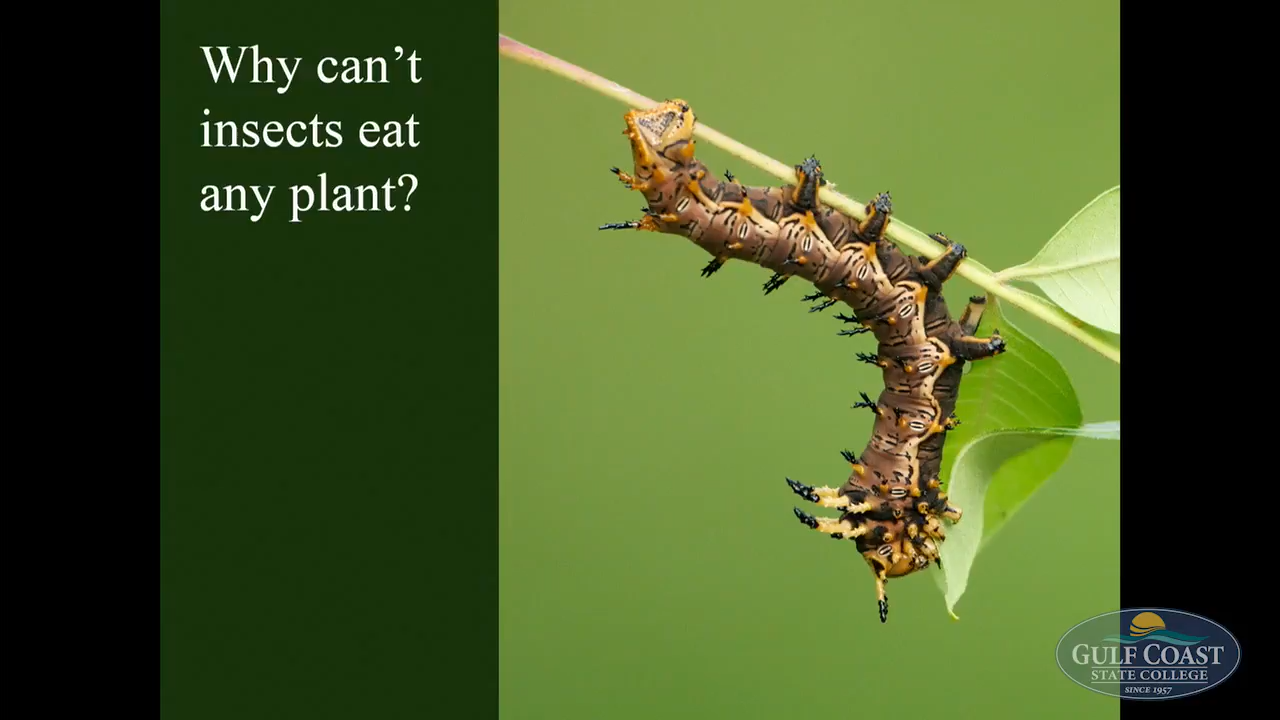 Why can’t
insects eat
any plant?
GULF COAST
STATE COLLEGE
SINCE 1957